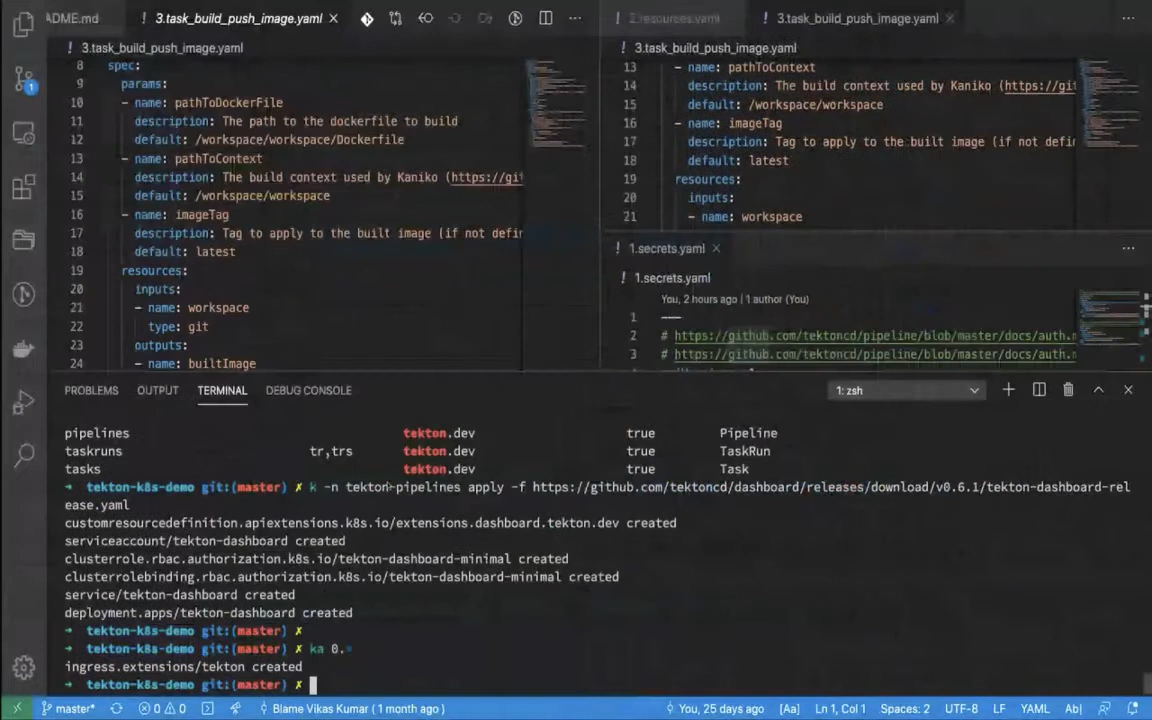 ADME.md
! 3.task_build_push_image.yaml ×
...
! 3.task_build_push_image.yaml
8 spec:
9 params:
10 - name: pathToDockerFile
11 description: The path to the dockerfile to build
12 default: /workspace/workspace/Dockerfile
13 - name: pathToContext
14 description: The build context used by Kaniko (https://gi
15 default: /workspace/workspace
16 - name: imageTag
17 description: Tag to apply to the built image (if not defin
18 default: latest
19 resources:
20 inputs:
21 - name: workspace
22 type: git
23 outputs:
24 - name: builtImage
! 2.resources.yaml
! 3.task_build_push_image.yaml ×
...
! 3.task_build_push_image.yaml
13 - name: pathToContext
14 description: The build context used by Kaniko (https://git
15 default: /workspace/workspace
16 - name: imageTag
17 description: Tag to apply to the built image (if not defin
18 default: latest
19 resources:
20 inputs:
21 - name: workspace
! 1.secrets.yaml ×
...
! 1.secrets.yaml
You, 2 hours ago | 1 author (You)
1 ---
2 # https://github.com/tektoncd/pipeline/blob/master/docs/auth.m
3 # https://github.com/tektoncd/pipeline/blob/master/docs/auth.m
1
PROBLEMS OUTPUT TERMINAL DEBUG CONSOLE
1: zsh
pipelines tekton.dev true Pipeline
taskruns tr,trs tekton.dev true TaskRun
tasks tekton.dev true Task
➜ tekton-k8s-demo git:(master) ✗ k -n tekton-pipelines apply -f https://github.com/tektoncd/dashboard/releases/download/v0.6.1/tekton-dashboard-rel
ease.yaml
customresourcedefinition.apiextensions.k8s.io/extensions.dashboard.tekton.dev created
serviceaccount/tekton-dashboard created
clusterrole.rbac.authorization.k8s.io/tekton-dashboard-minimal created
clusterrolebinding.rbac.authorization.k8s.io/tekton-dashboard-minimal created
service/tekton-dashboard created
deployment.apps/tekton-dashboard created
➜ tekton-k8s-demo git:(master) ✗
➜ tekton-k8s-demo git:(master) ✗ ka 0.*
ingress.extensions/tekton created
➜ tekton-k8s-demo git:(master) ✗
master* 0 0 Blame Vikas Kumar ( 1 month ago ) You, 25 days ago [Aa] Ln 1, Col 1 Spaces: 2 UTF-8 LF YAML Ab|